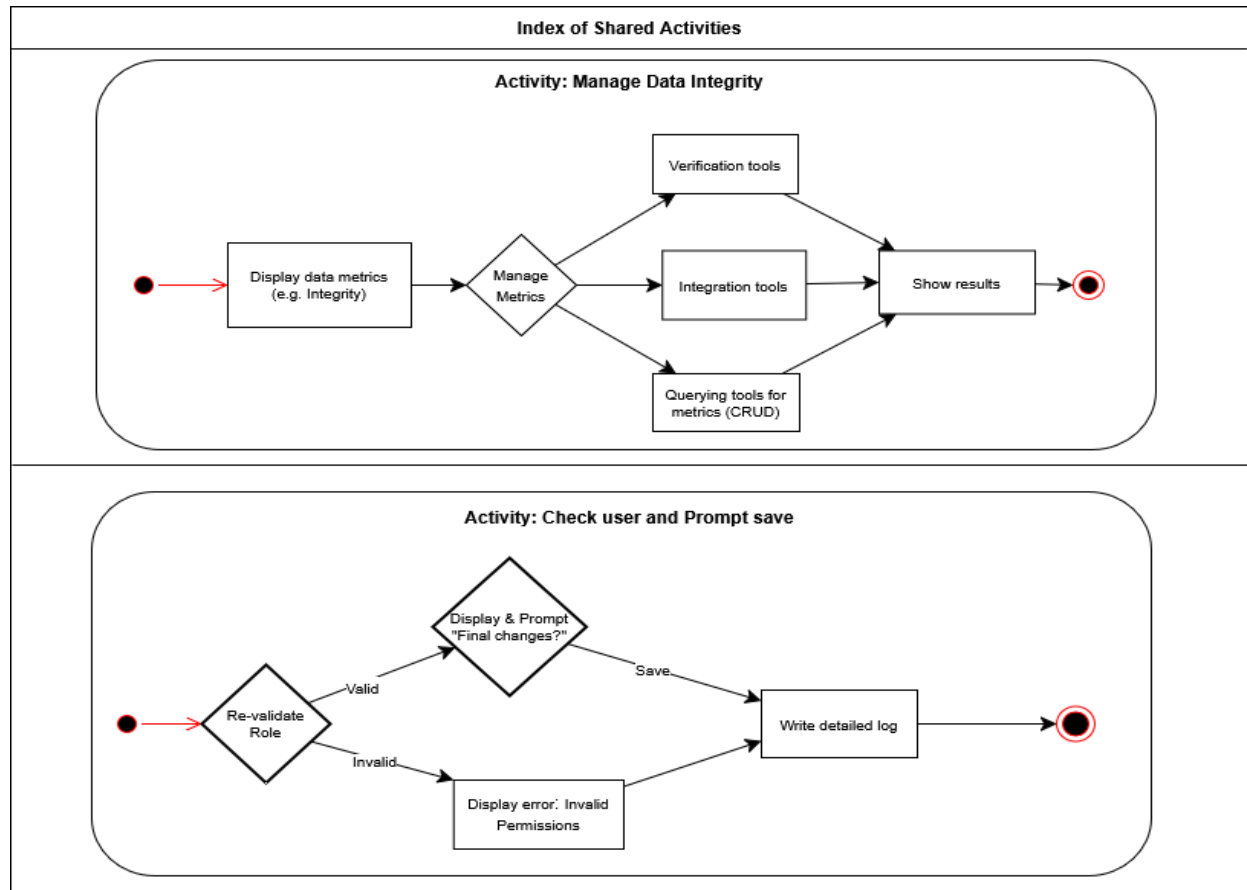 Index of Shared Activities
Activity: Manage Data Integrity
Verification tools
Display data metrics
(e.g. Integrity)
Manage
Metrics
Integration tools
Show results
Querying tools for
metrics (CRUD)
Activity: Check user and Prompt save
Display & Prompt
"Final changes?"
Save
Valid
Re-validate
Role
Write detailed log
Invalid
Display error: Invalid
Permissions